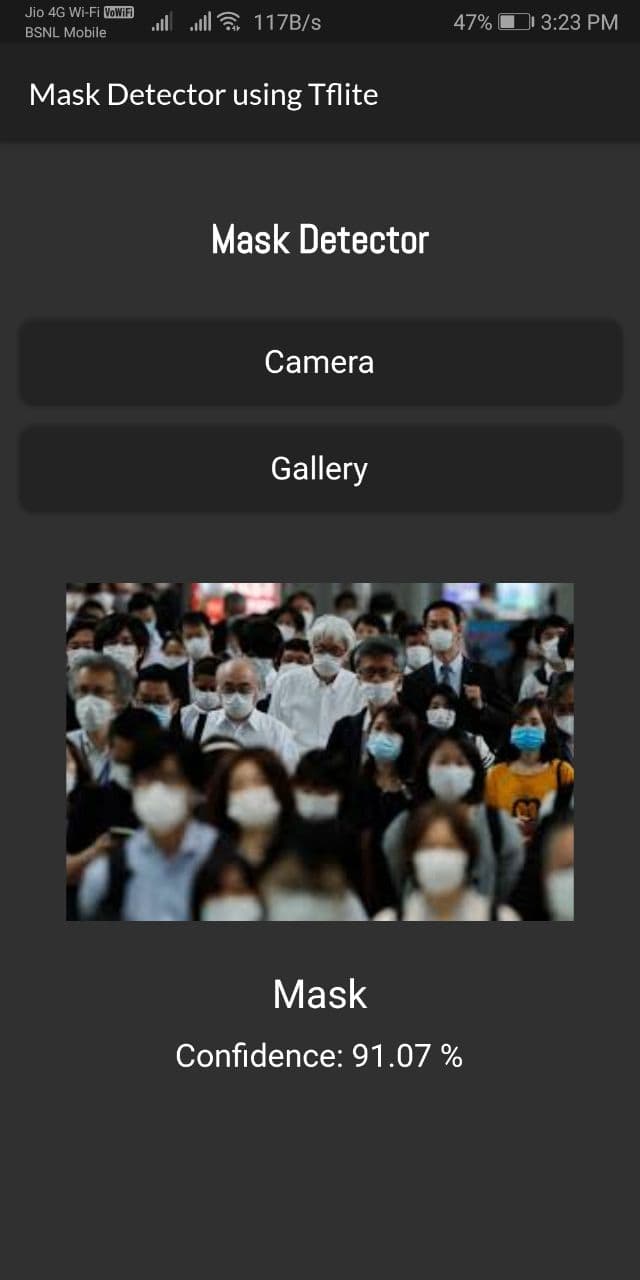 Jio 4G Wi-Fi VoWiFi 117B/s 47% 3:23 PM
BSNL Mobile
Mask Detector using Tflite
Mask Detector
Camera
Gallery
Mask
Confidence: 91.07 %